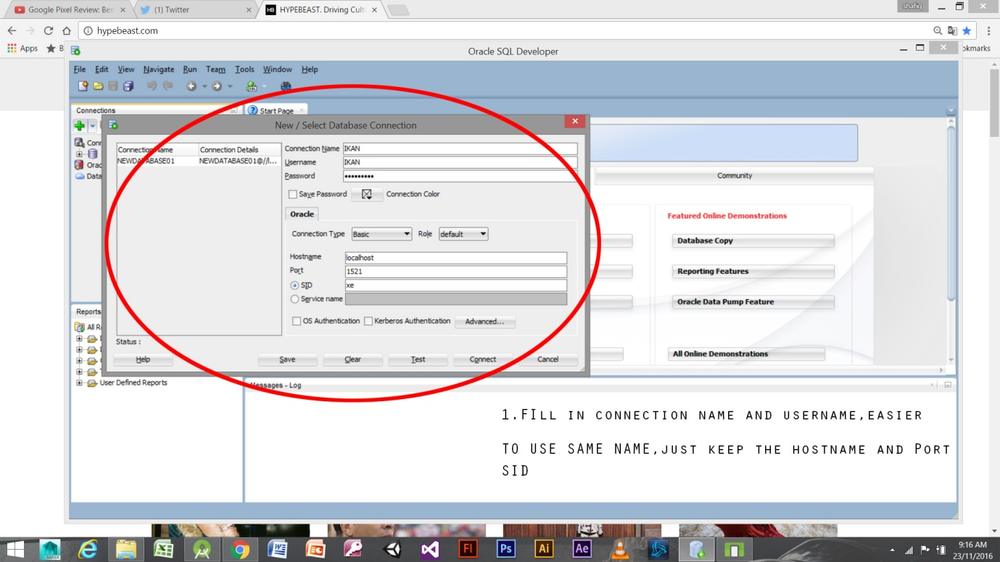 Google Pixel Review: Bes
(1) Twitter
HB HYPEBEAST. Driving Cult
shafiq
hypebeast.com
Apps
okmarks
Oracle SQL Developer
File Edit View Navigate Run Team Tools Window Help
Connections
Start Page
Conn
Orac
Data
New / Select Database Connection
Connection Name Connection Details
NEWDATABASE01 NEWDATABASE01@//l...
Connection Name IKAN
Username IKAN
Password •••••••••
Save Password Connection Color
Oracle
Connection Type Basic Role default
Hostname localhost
Port 1521
SID xe
Service name
OS Authentication Kerberos Authentication Advanced...
Status :
Help Save Clear Test Connect Cancel
Community
Featured Online Demonstrations
Database Copy
Reporting Features
Oracle Data Pump Feature
All Online Demonstrations
Reports
All R
User Defined Reports
Messages - Log
1.FIll in connection name and username,easier
TO USE SAME NAME,just keep the hostname and Port
SID
MAYA
Fl Ps Ai Ae
9:16 AM
23/11/2016